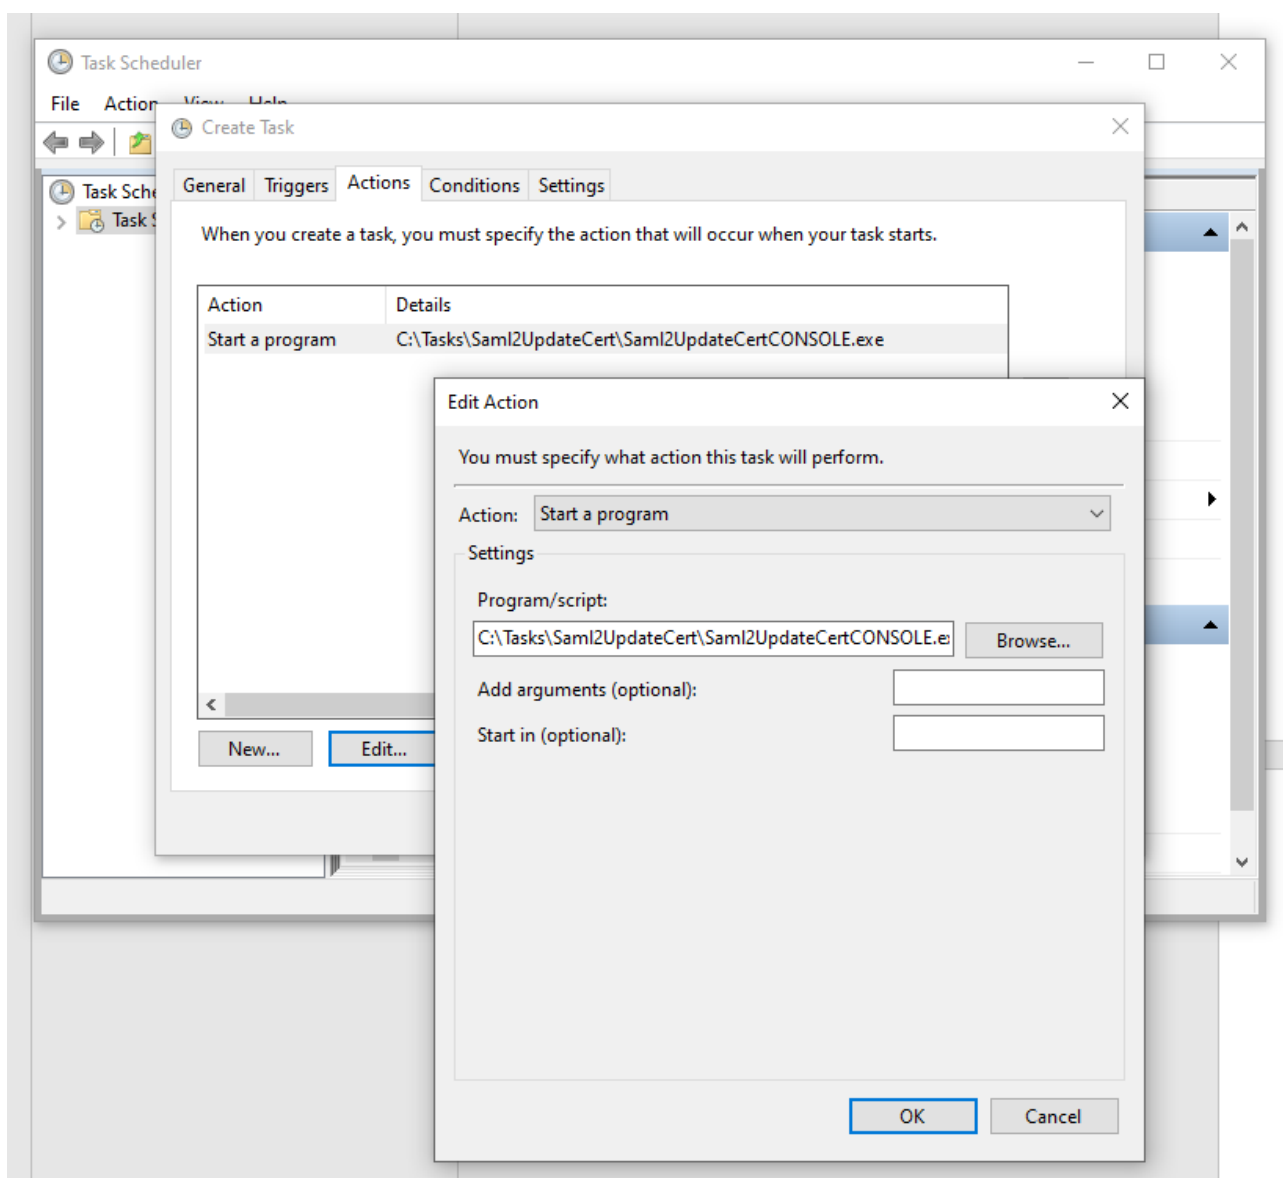 Task Scheduler
File Action View Help
Create Task
Task Sche
Task S
General Triggers Actions Conditions Settings
When you create a task, you must specify the action that will occur when your task starts.
Action Details
Start a program C:\Tasks\Saml2UpdateCert\Saml2UpdateCertCONSOLE.exe
Edit Action
You must specify what action this task will perform.
Action: Start a program
Settings
Program/script:
C:\Tasks\Saml2UpdateCert\Saml2UpdateCertCONSOLE.e
Browse...
Add arguments (optional):
Start in (optional):
New... Edit...
OK Cancel